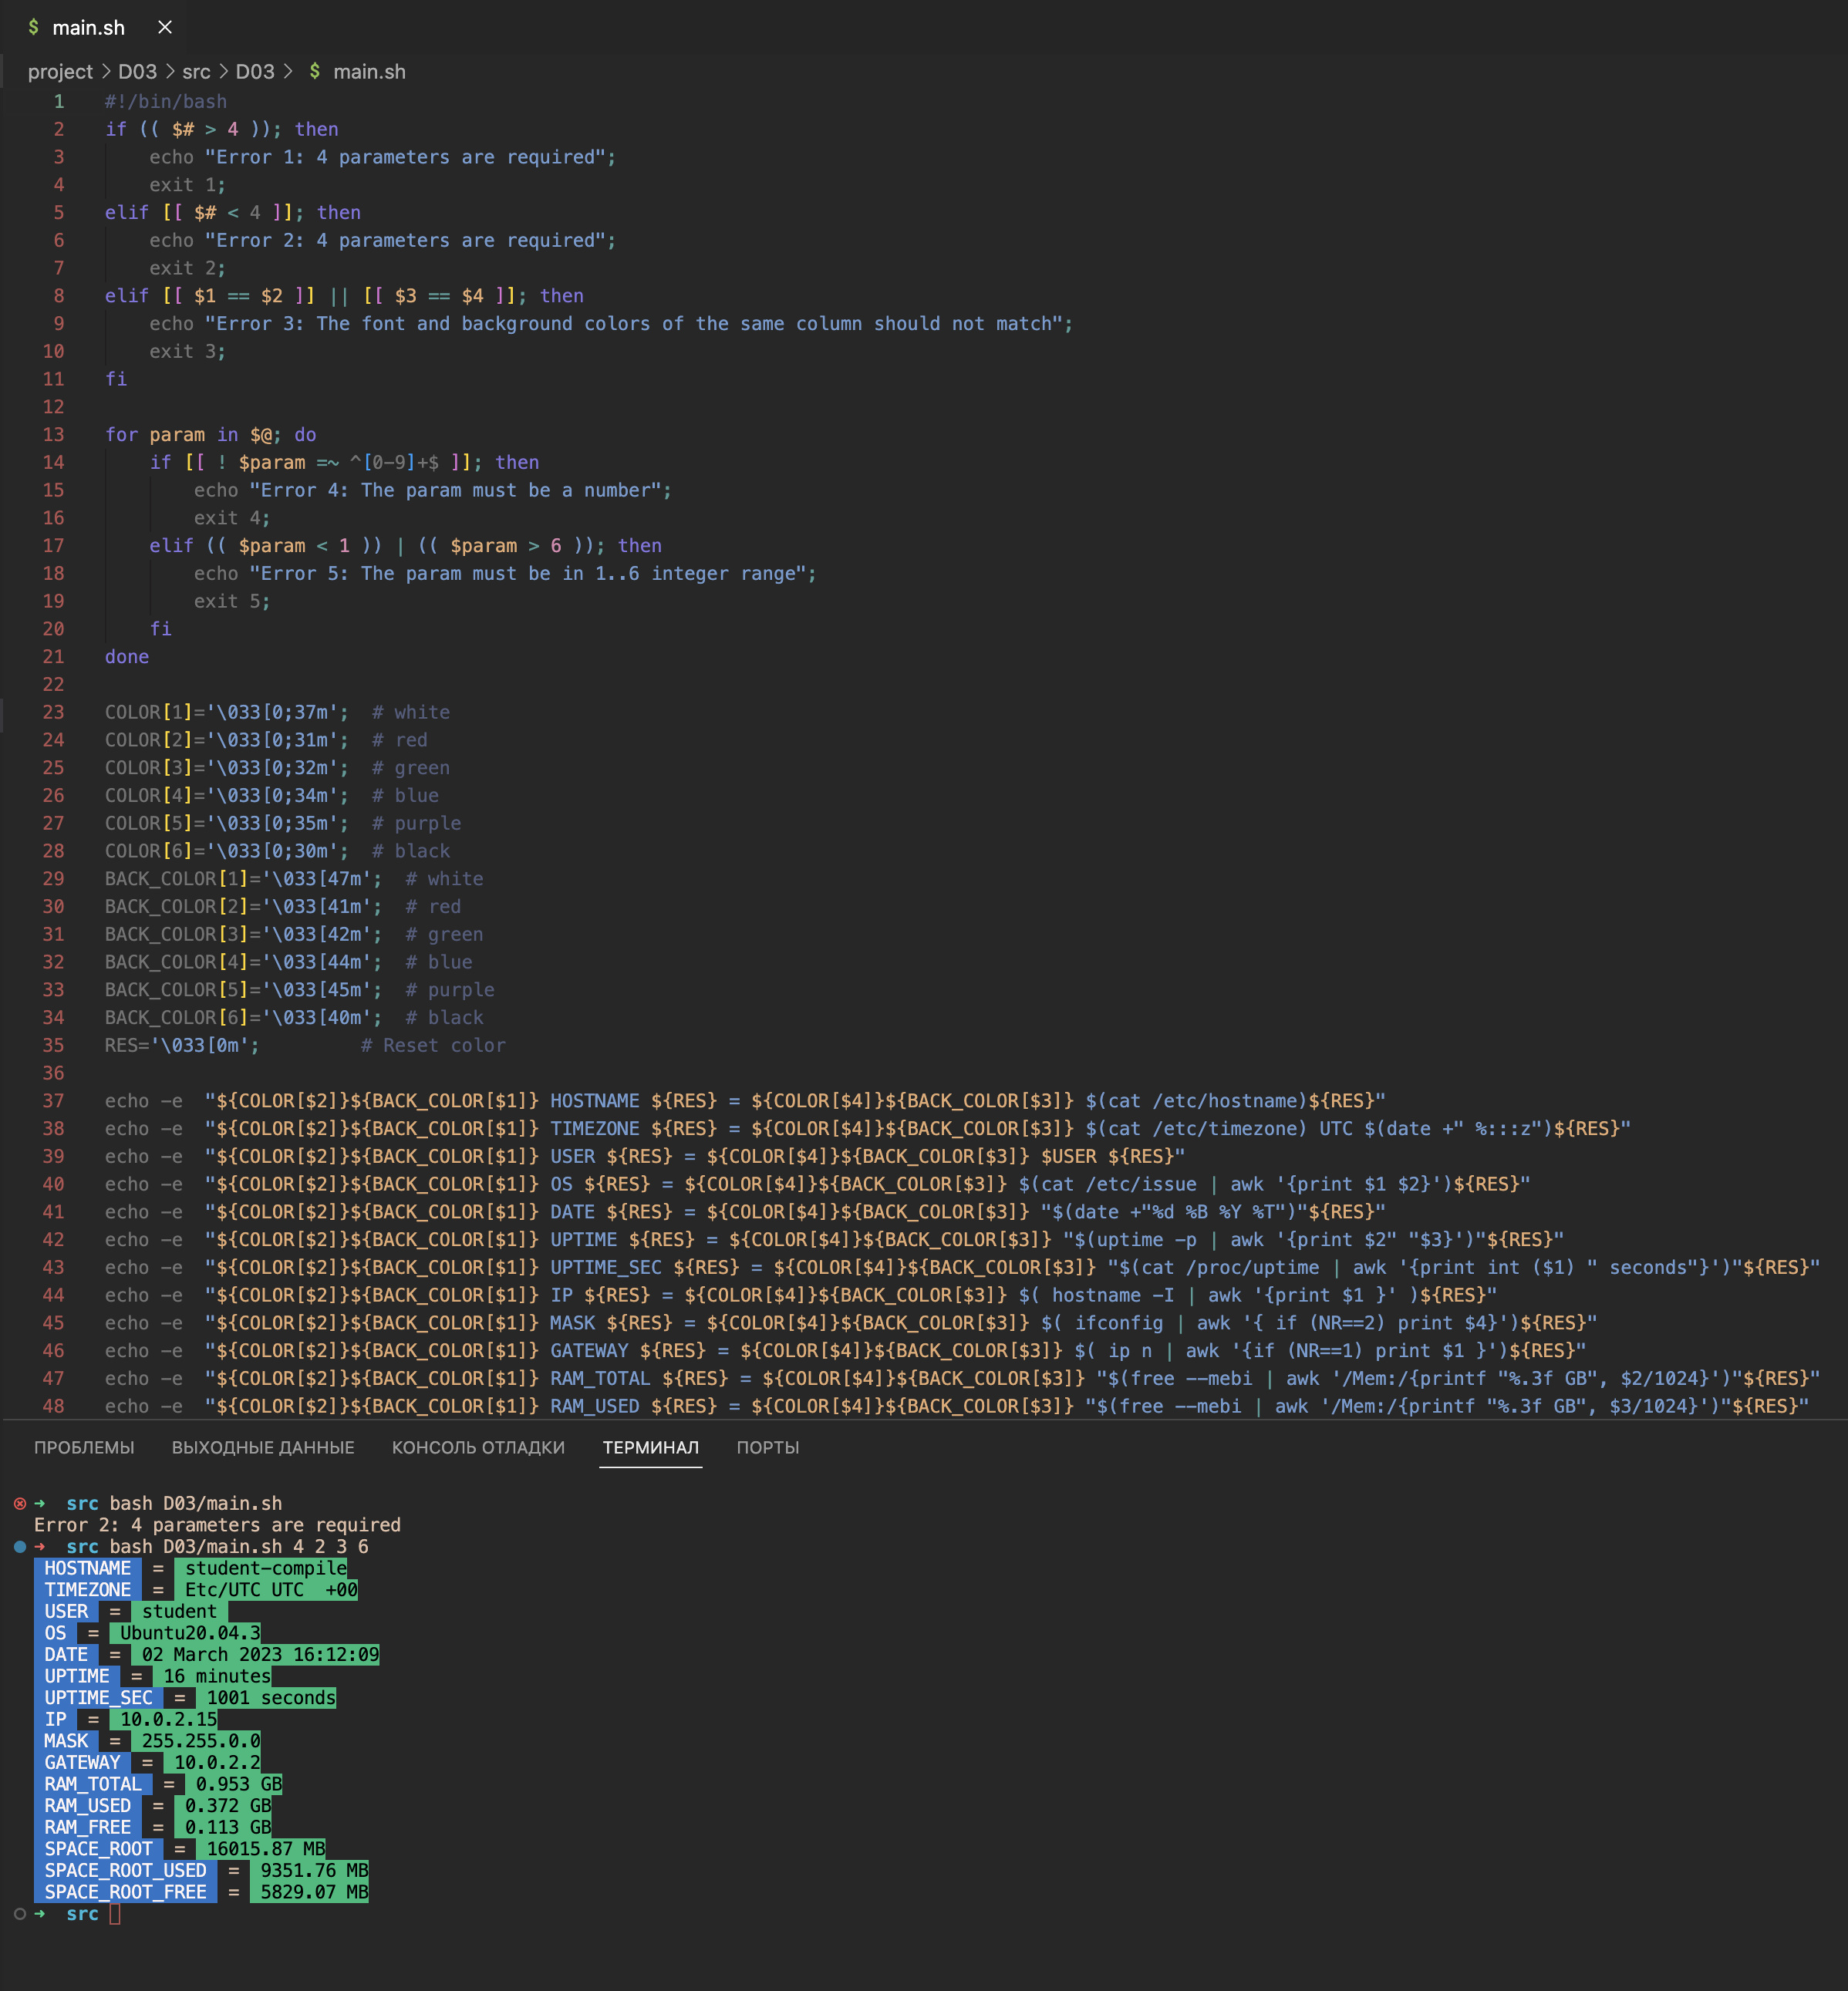 $ main.sh ×
project > D03 > src > D03 > $ main.sh
1 #!/bin/bash
2 if (( $# > 4 )); then
3     echo "Error 1: 4 parameters are required";
4     exit 1;
5 elif [[ $# < 4 ]]; then
6     echo "Error 2: 4 parameters are required";
7     exit 2;
8 elif [[ $1 == $2 ]] || [[ $3 == $4 ]]; then
9     echo "Error 3: The font and background colors of the same column should not match";
10     exit 3;
11 fi
12
13 for param in $@; do
14     if [[ ! $param =~ ^[0-9]+$ ]]; then
15         echo "Error 4: The param must be a number";
16         exit 4;
17     elif (( $param < 1 )) | (( $param > 6 )); then
18         echo "Error 5: The param must be in 1..6 integer range";
19         exit 5;
20     fi
21 done
22
23 COLOR[1]='\033[0;37m';  # white
24 COLOR[2]='\033[0;31m';  # red
25 COLOR[3]='\033[0;32m';  # green
26 COLOR[4]='\033[0;34m';  # blue
27 COLOR[5]='\033[0;35m';  # purple
28 COLOR[6]='\033[0;30m';  # black
29 BACK_COLOR[1]='\033[47m';  # white
30 BACK_COLOR[2]='\033[41m';  # red
31 BACK_COLOR[3]='\033[42m';  # green
32 BACK_COLOR[4]='\033[44m';  # blue
33 BACK_COLOR[5]='\033[45m';  # purple
34 BACK_COLOR[6]='\033[40m';  # black
35 RES='\033[0m';         # Reset color
36
37 echo -e  "${COLOR[$2]}${BACK_COLOR[$1]} HOSTNAME ${RES} = ${COLOR[$4]}${BACK_COLOR[$3]} $(cat /etc/hostname)${RES}"
38 echo -e  "${COLOR[$2]}${BACK_COLOR[$1]} TIMEZONE ${RES} = ${COLOR[$4]}${BACK_COLOR[$3]} $(cat /etc/timezone) UTC $(date +" %:::z")${RES}"
39 echo -e  "${COLOR[$2]}${BACK_COLOR[$1]} USER ${RES} = ${COLOR[$4]}${BACK_COLOR[$3]} $USER ${RES}"
40 echo -e  "${COLOR[$2]}${BACK_COLOR[$1]} OS ${RES} = ${COLOR[$4]}${BACK_COLOR[$3]} $(cat /etc/issue | awk '{print $1 $2}')${RES}"
41 echo -e  "${COLOR[$2]}${BACK_COLOR[$1]} DATE ${RES} = ${COLOR[$4]}${BACK_COLOR[$3]} "$(date +"%d %B %Y %T")"${RES}"
42 echo -e  "${COLOR[$2]}${BACK_COLOR[$1]} UPTIME ${RES} = ${COLOR[$4]}${BACK_COLOR[$3]} "$(uptime -p | awk '{print $2" "$3}')"${RES}"
43 echo -e  "${COLOR[$2]}${BACK_COLOR[$1]} UPTIME_SEC ${RES} = ${COLOR[$4]}${BACK_COLOR[$3]} "$(cat /proc/uptime | awk '{print int ($1) " seconds"}')"${RES}"
44 echo -e  "${COLOR[$2]}${BACK_COLOR[$1]} IP ${RES} = ${COLOR[$4]}${BACK_COLOR[$3]} $( hostname -I | awk '{print $1 }' )${RES}"
45 echo -e  "${COLOR[$2]}${BACK_COLOR[$1]} MASK ${RES} = ${COLOR[$4]}${BACK_COLOR[$3]} $( ifconfig | awk '{ if (NR==2) print $4}')${RES}"
46 echo -e  "${COLOR[$2]}${BACK_COLOR[$1]} GATEWAY ${RES} = ${COLOR[$4]}${BACK_COLOR[$3]} $( ip n | awk '{if (NR==1) print $1 }')${RES}"
47 echo -e  "${COLOR[$2]}${BACK_COLOR[$1]} RAM_TOTAL ${RES} = ${COLOR[$4]}${BACK_COLOR[$3]} "$(free --mebi | awk '/Mem:/{printf "%.3f GB", $2/1024}')"${RES}"
48 echo -e  "${COLOR[$2]}${BACK_COLOR[$1]} RAM_USED ${RES} = ${COLOR[$4]}${BACK_COLOR[$3]} "$(free --mebi | awk '/Mem:/{printf "%.3f GB", $3/1024}')"${RES}"
ПРОБЛЕМЫ ВЫХОДНЫЕ ДАННЫЕ КОНСОЛЬ ОТЛАДКИ ТЕРМИНАЛ ПОРТЫ
➜  src bash D03/main.sh
Error 2: 4 parameters are required
➜  src bash D03/main.sh 4 2 3 6
HOSTNAME  =  student-compile
TIMEZONE  =  Etc/UTC UTC  +00
USER  =  student
OS  =  Ubuntu20.04.3
DATE  =  02 March 2023 16:12:09
UPTIME  =  16 minutes
UPTIME_SEC  =  1001 seconds
IP  =  10.0.2.15
MASK  =  255.255.0.0
GATEWAY  =  10.0.2.2
RAM_TOTAL  =  0.953 GB
RAM_USED  =  0.372 GB
RAM_FREE  =  0.113 GB
SPACE_ROOT  =  16015.87 MB
SPACE_ROOT_USED  =  9351.76 MB
SPACE_ROOT_FREE  =  5829.07 MB
➜  src